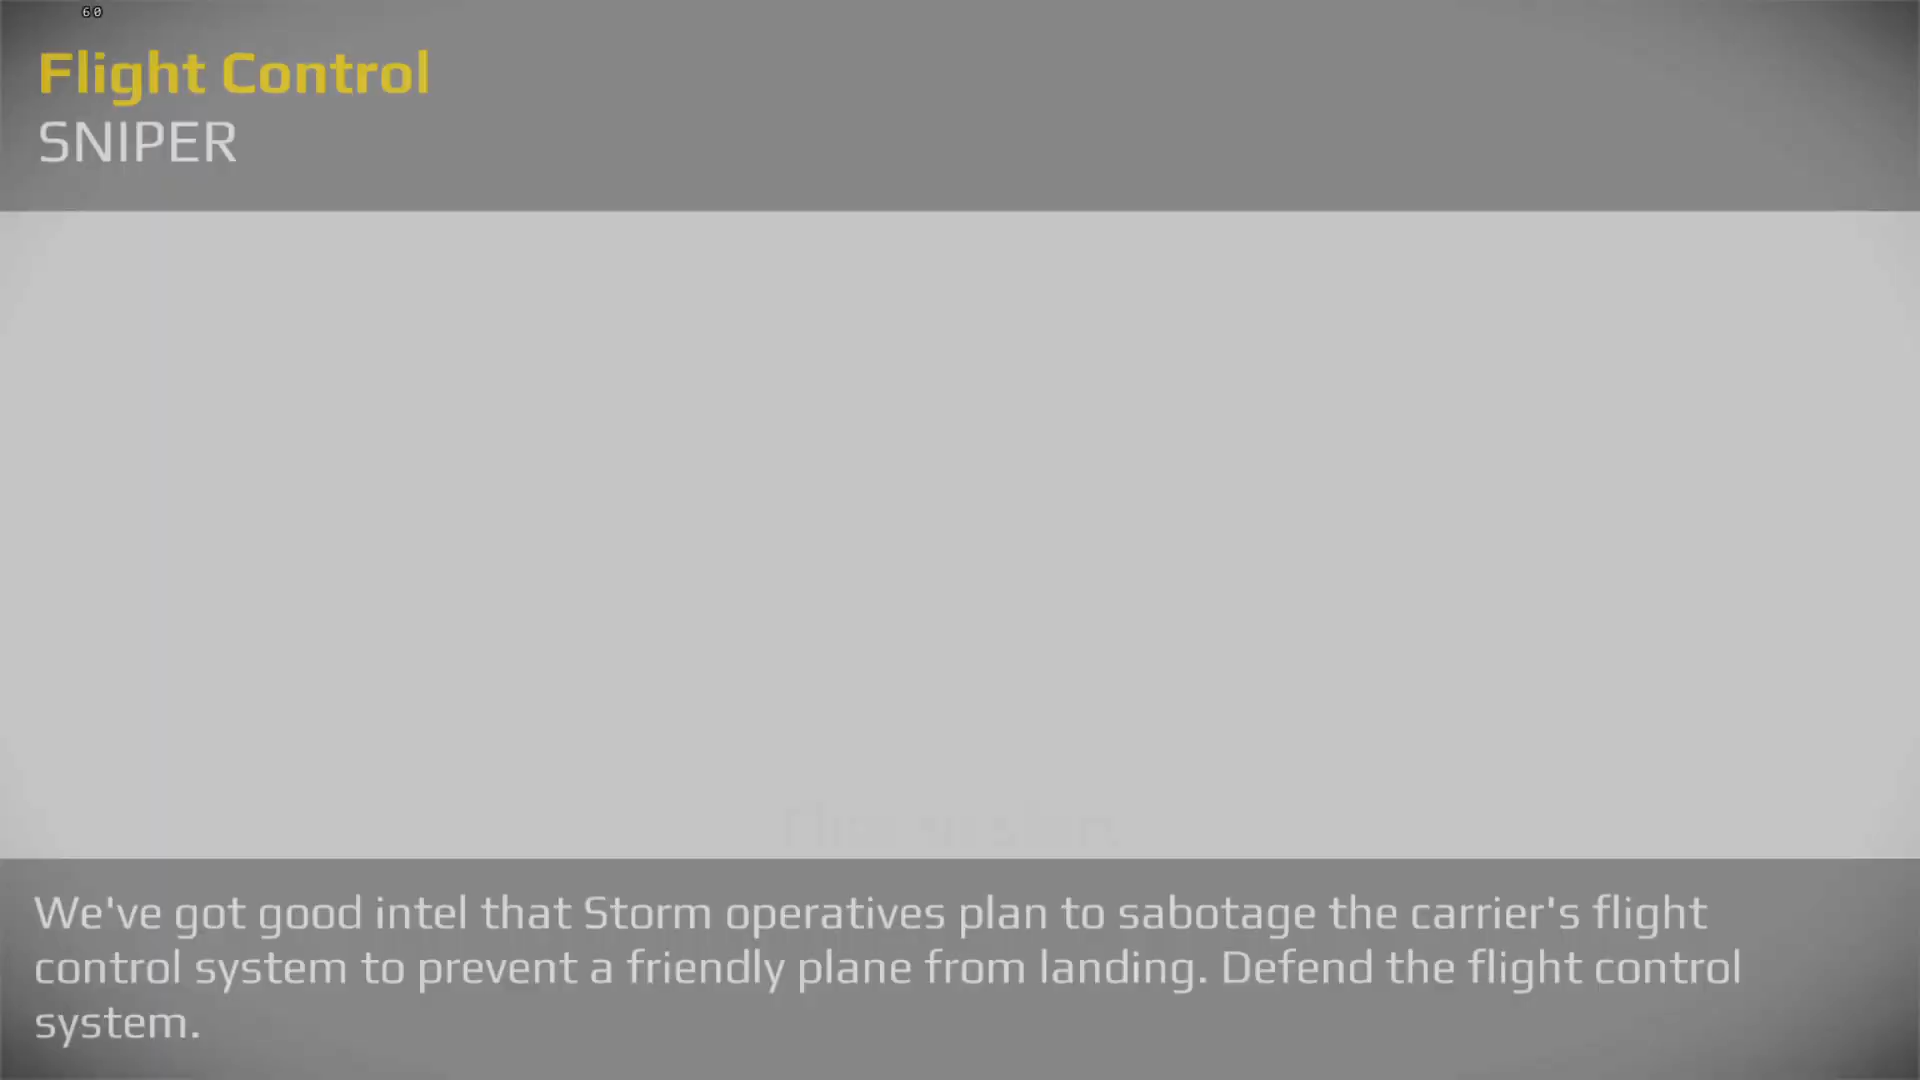 60
Flight Control
SNIPER
We've got good intel that Storm operatives plan to sabotage the carrier's flight
control system to prevent a friendly plane from landing. Defend the flight control
system.